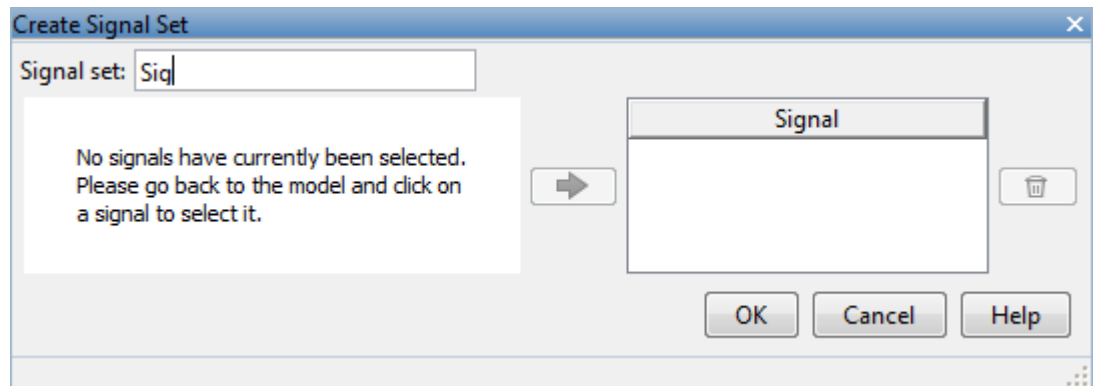 Create Signal Set
Signal set: Sig
No signals have currently been selected.
Please go back to the model and click on
a signal to select it.
Signal
OK Cancel Help